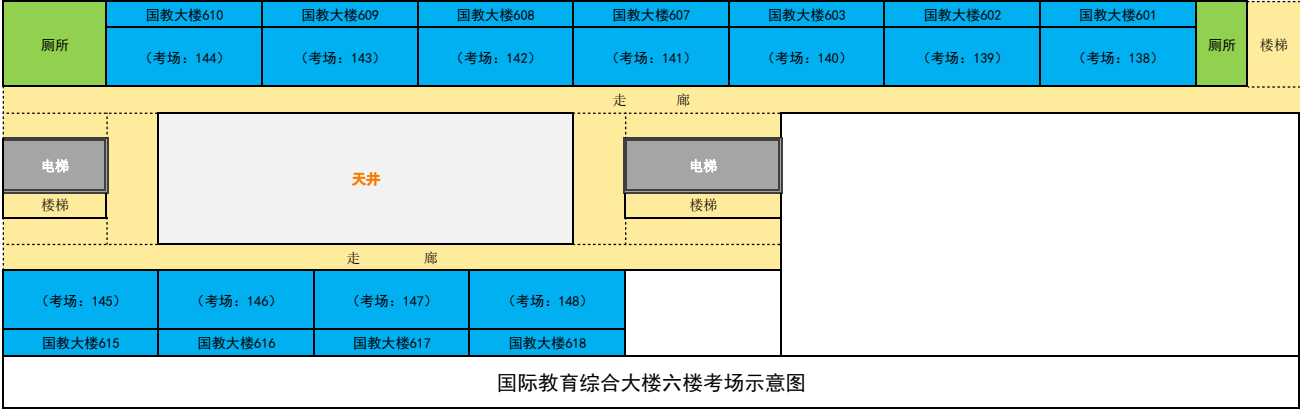 国教大楼610 国教大楼609 国教大楼608 国教大楼607 国教大楼603 国教大楼602 国教大楼601
厕所 (考场：144) (考场：143) (考场：142) (考场：141) (考场：140) (考场：139) (考场：138) 厕所 楼梯
走 廊
电梯 天井 电梯
楼梯 楼梯
走 廊
(考场：145) (考场：146) (考场：147) (考场：148)
国教大楼615 国教大楼616 国教大楼617 国教大楼618
国际教育综合大楼六楼考场示意图